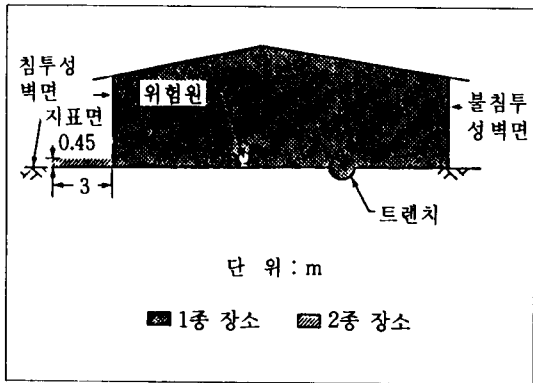 침투성
벽면
지표면
0.45
3
위험원
불침투
성벽면
트랜치
단 위 : m
1종 장소 2종 장소